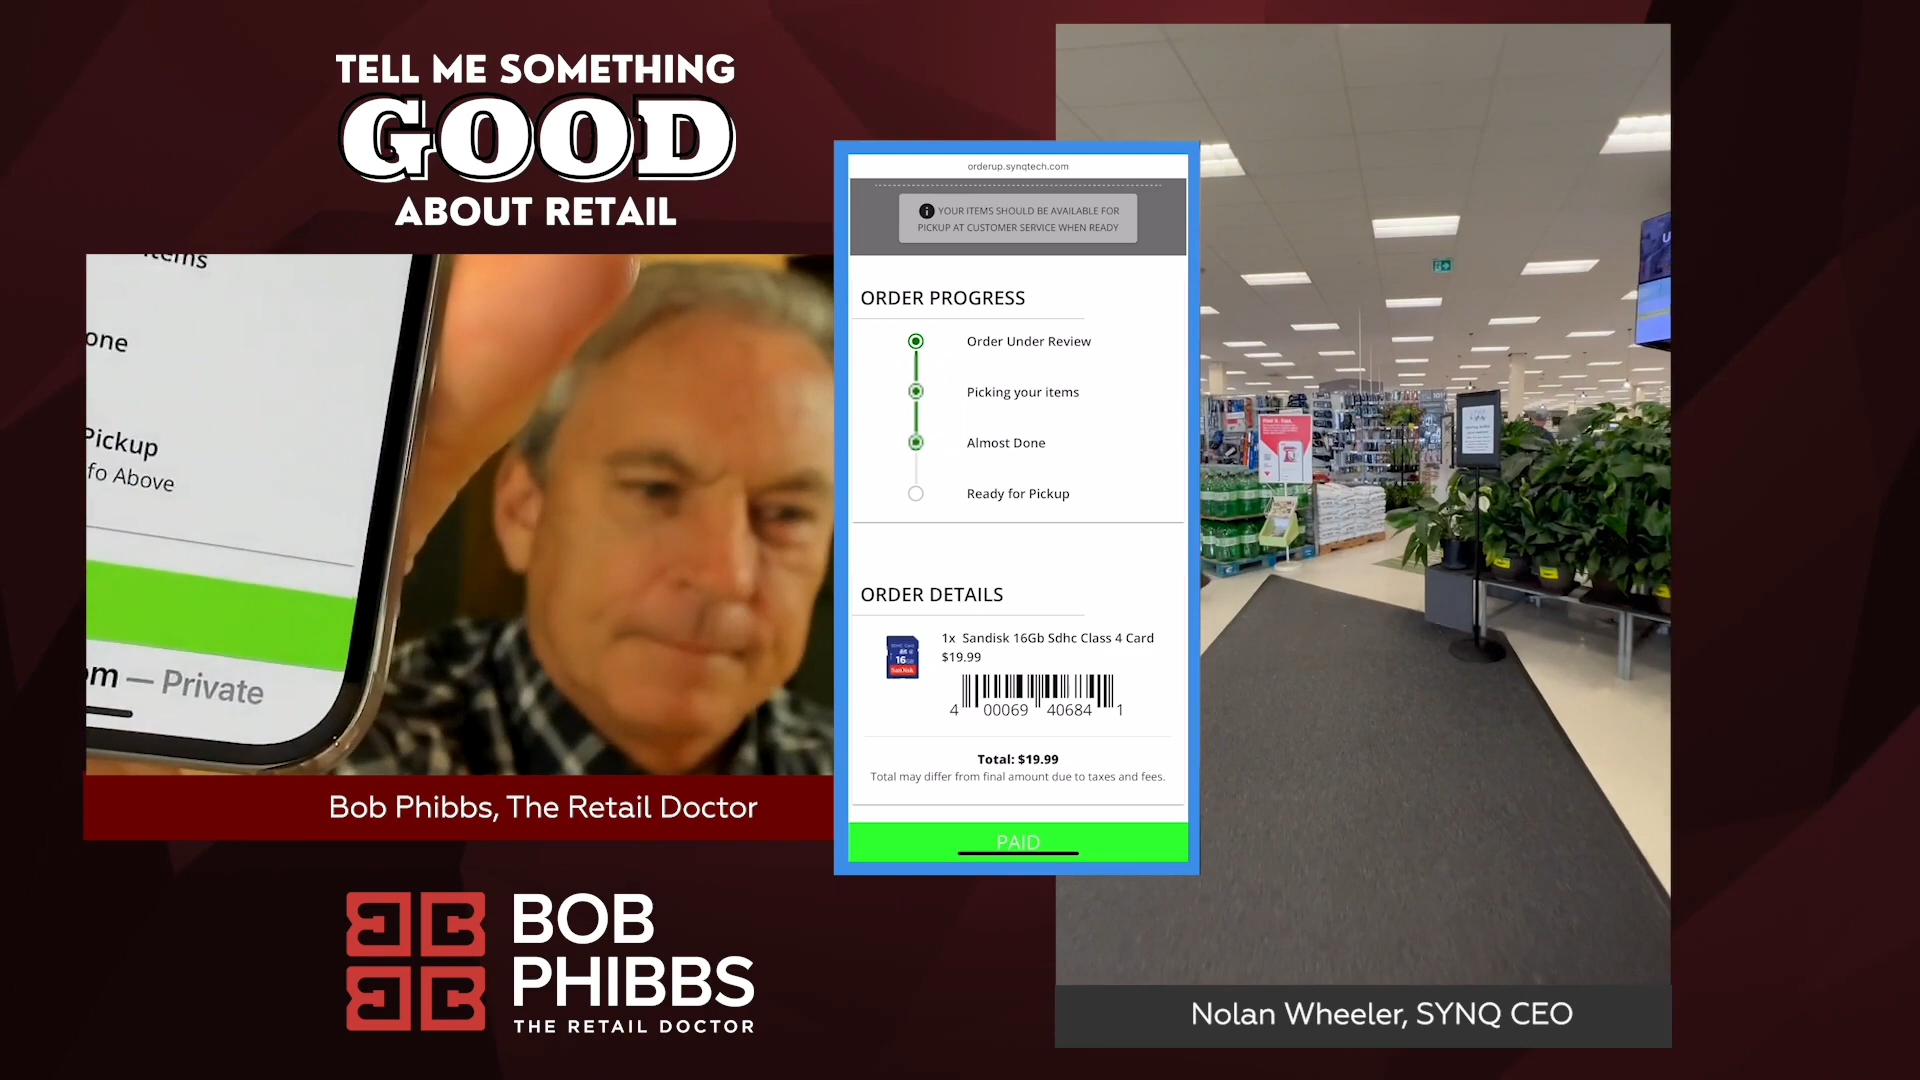 TELL ME SOMETHING
GOOD
ABOUT RETAIL
one
Pickup
fo Above
om — Private
Bob Phibbs, The Retail Doctor
BOB
PHIBBS
THE RETAIL DOCTOR
orderup.synqtech.com
YOUR ITEMS SHOULD BE AVAILABLE FOR
PICKUP AT CUSTOMER SERVICE WHEN READY
ORDER PROGRESS
Order Under Review
Picking your items
Almost Done
Ready for Pickup
ORDER DETAILS
1x Sandisk 16Gb Sdhc Class 4 Card
$19.99
16
SanDisk
4 00069 40684 1
Total: $19.99
Total may differ from final amount due to taxes and fees.
PAID
Nolan Wheeler, SYNQ CEO